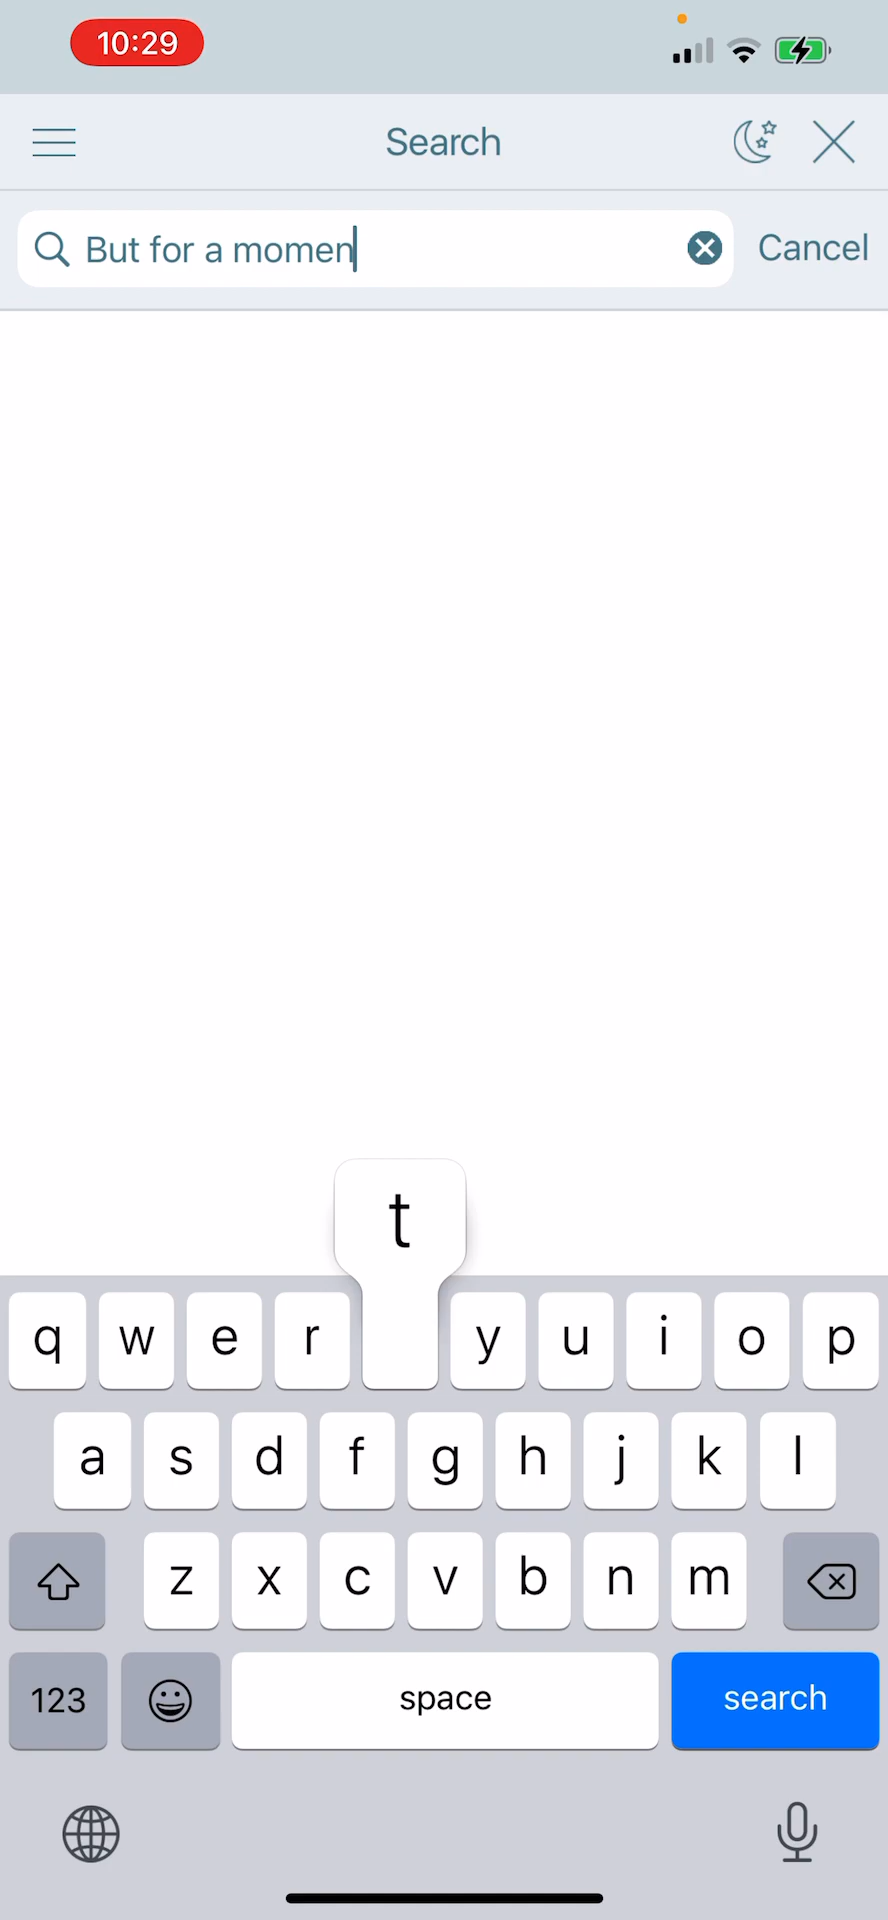 10:29
Search
But for a momen
Cancel
t
q w e r y u i o p
a s d f g h j k l
z x c v b n m
123 space search